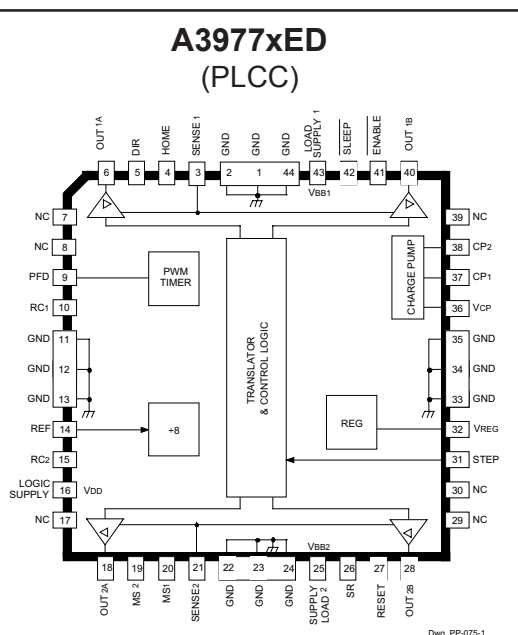 A3977xED
(PLCC)
OUT 1A
DIR
HOME
SENSE 1
GND
GND
GND
LOAD
SUPPLY 1
SLEEP
ENABLE
OUT 1B
6
5
4
3
2
1
44
43
42
41
40
VBB1
NC 7
NC 8
PFD 9
RC1 10
GND 11
GND 12
GND 13
REF 14
RC2 15
LOGIC
SUPPLY 16 VDD
NC 17
PWM
TIMER
÷8
TRANSLATOR
& CONTROL LOGIC
CHARGE PUMP
REG
39 NC
38 CP2
37 CP1
36 VCP
35 GND
34 GND
33 GND
32 VREG
31 STEP
30 NC
29 NC
VBB2
18
19
20
21
22
23
24
25
26
27
28
OUT 2A
MS 2
MS1
SENSE2
GND
GND
GND
SUPPLY
LOAD 2
SR
RESET
OUT 2B
Dwg. PP-075-1